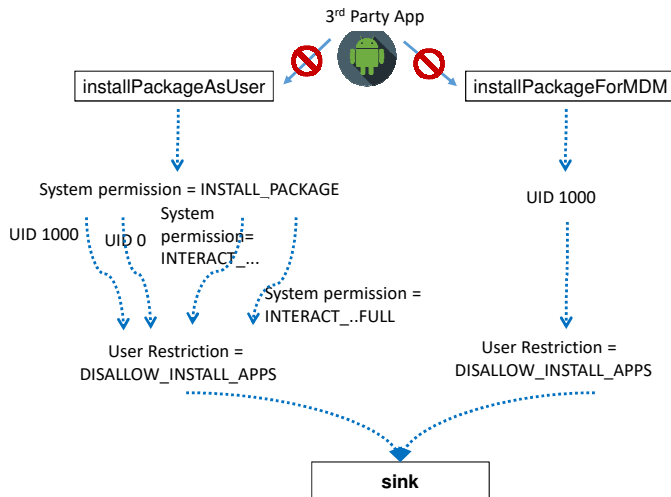 3rd Party App
installPackageAsUser
installPackageForMDM
System permission = INSTALL_PACKAGE
UID 1000
UID 0
System
permission=
INTERACT_...
UID 1000
System permission =
INTERACT_..FULL
User Restriction =
DISALLOW_INSTALL_APPS
User Restriction =
DISALLOW_INSTALL_APPS
sink